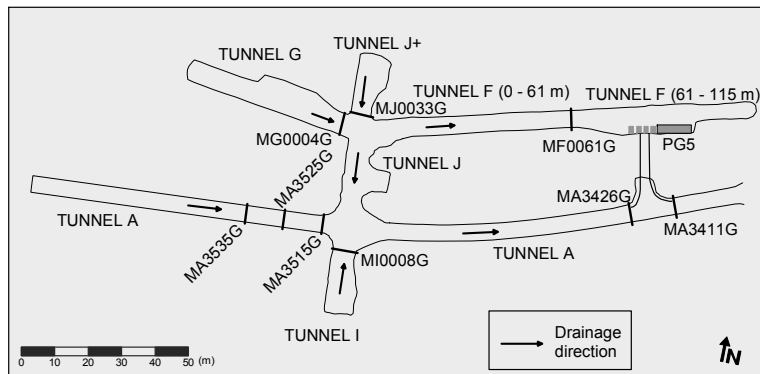 TUNNEL G
TUNNEL J+
TUNNEL F (0 - 61 m)
TUNNEL F (61 - 115 m)
MJ0033G
MG0004G
MA3525G
TUNNEL J
MF0061G
PG5
TUNNEL A
MA3535G
MA3515G
MI0008G
TUNNEL A
MA3426G
MA3411G
TUNNEL I
0 10 20 30 40 50 (m)
Drainage
direction
N